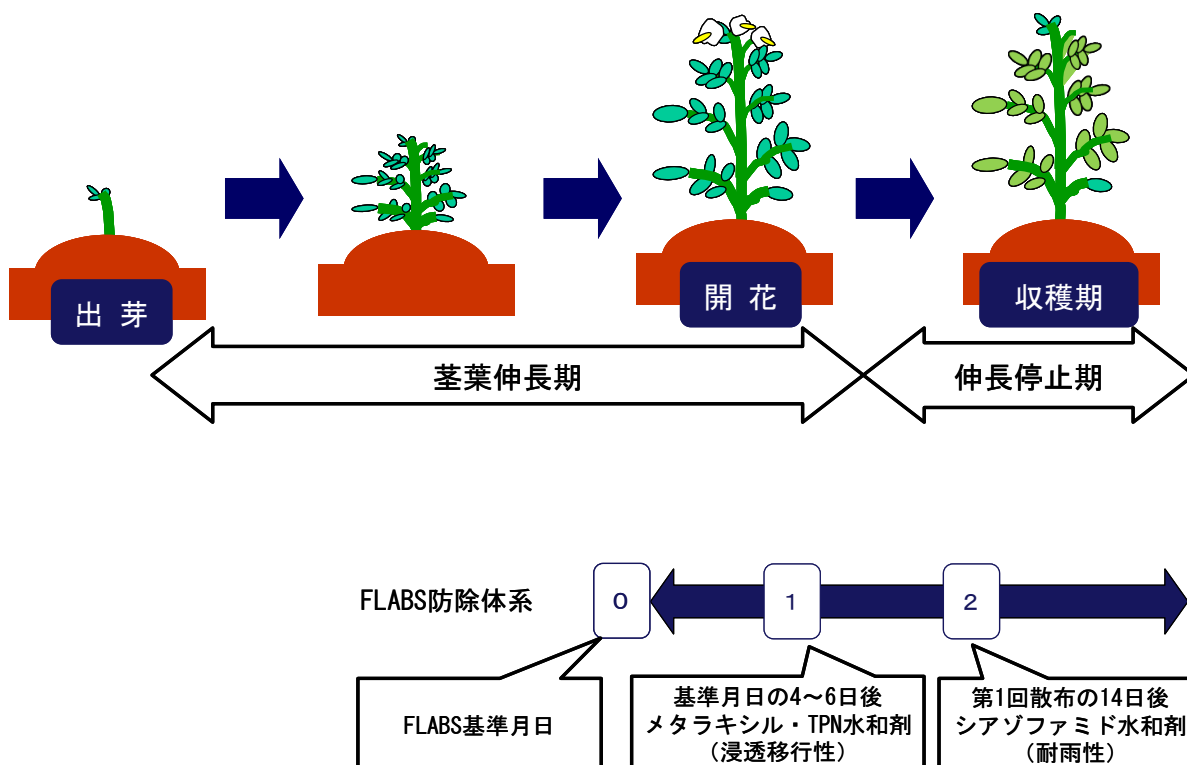 出 芽
開 花
収穫期
茎葉伸長期
伸長停止期
FLABS防除体系
0
1
2
FLABS基準月日
基準月日の4～6日後
メタラキシル・TPN水和剤
（浸透移行性）
第1回散布の14日後
シアゾファミド水和剤
（耐雨性）